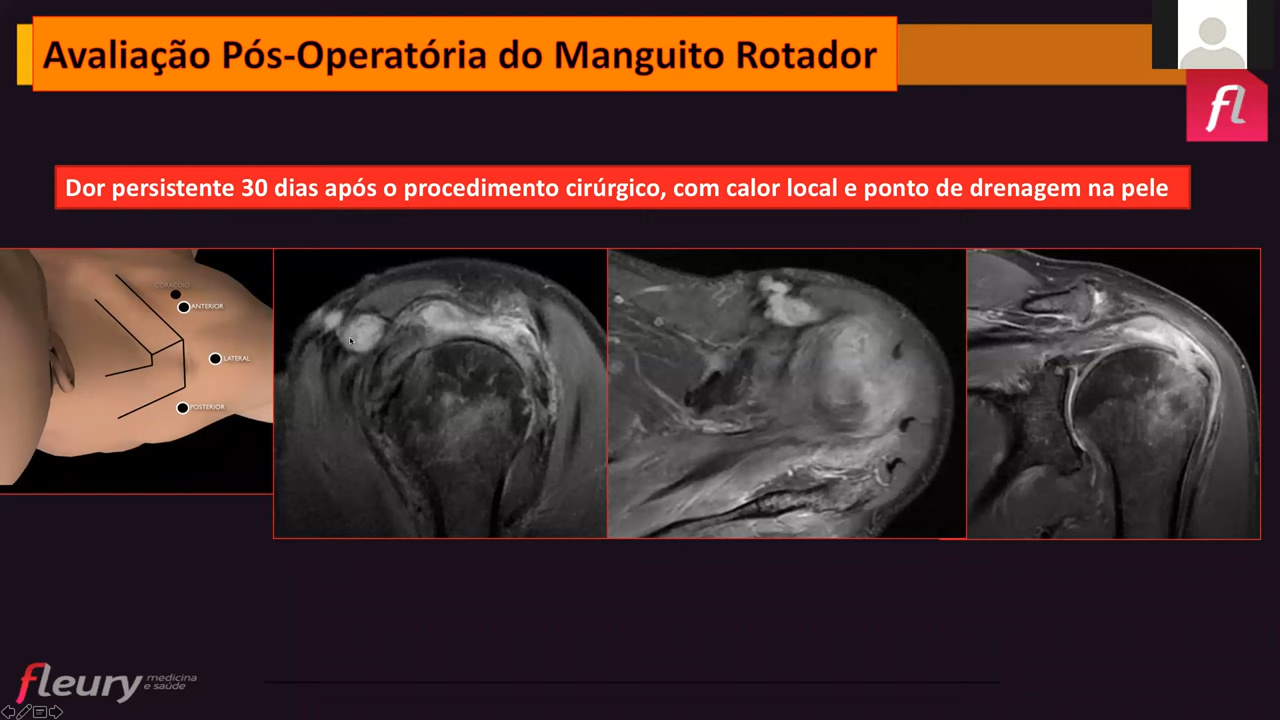 Avaliação Pós-Operatória do Manguito Rotador
fl
Dor persistente 30 dias após o procedimento cirúrgico, com calor local e ponto de drenagem na pele
CORACOID
ANTERIOR
LATERAL
POSTERIOR
fleury medicina
e saúde